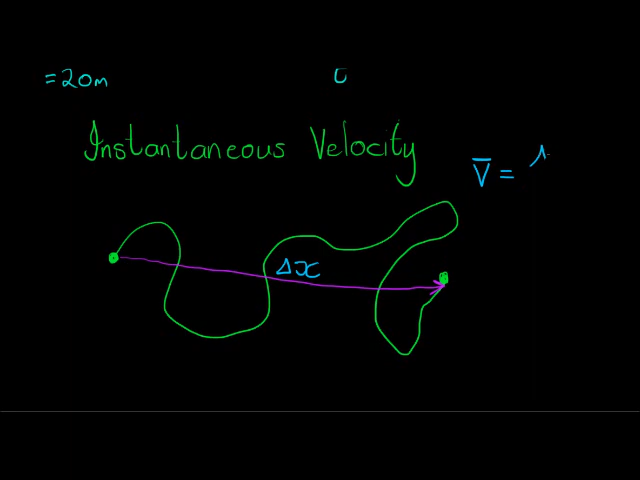 = 20m
Instantaneous Velocity
V̅ =
Δx